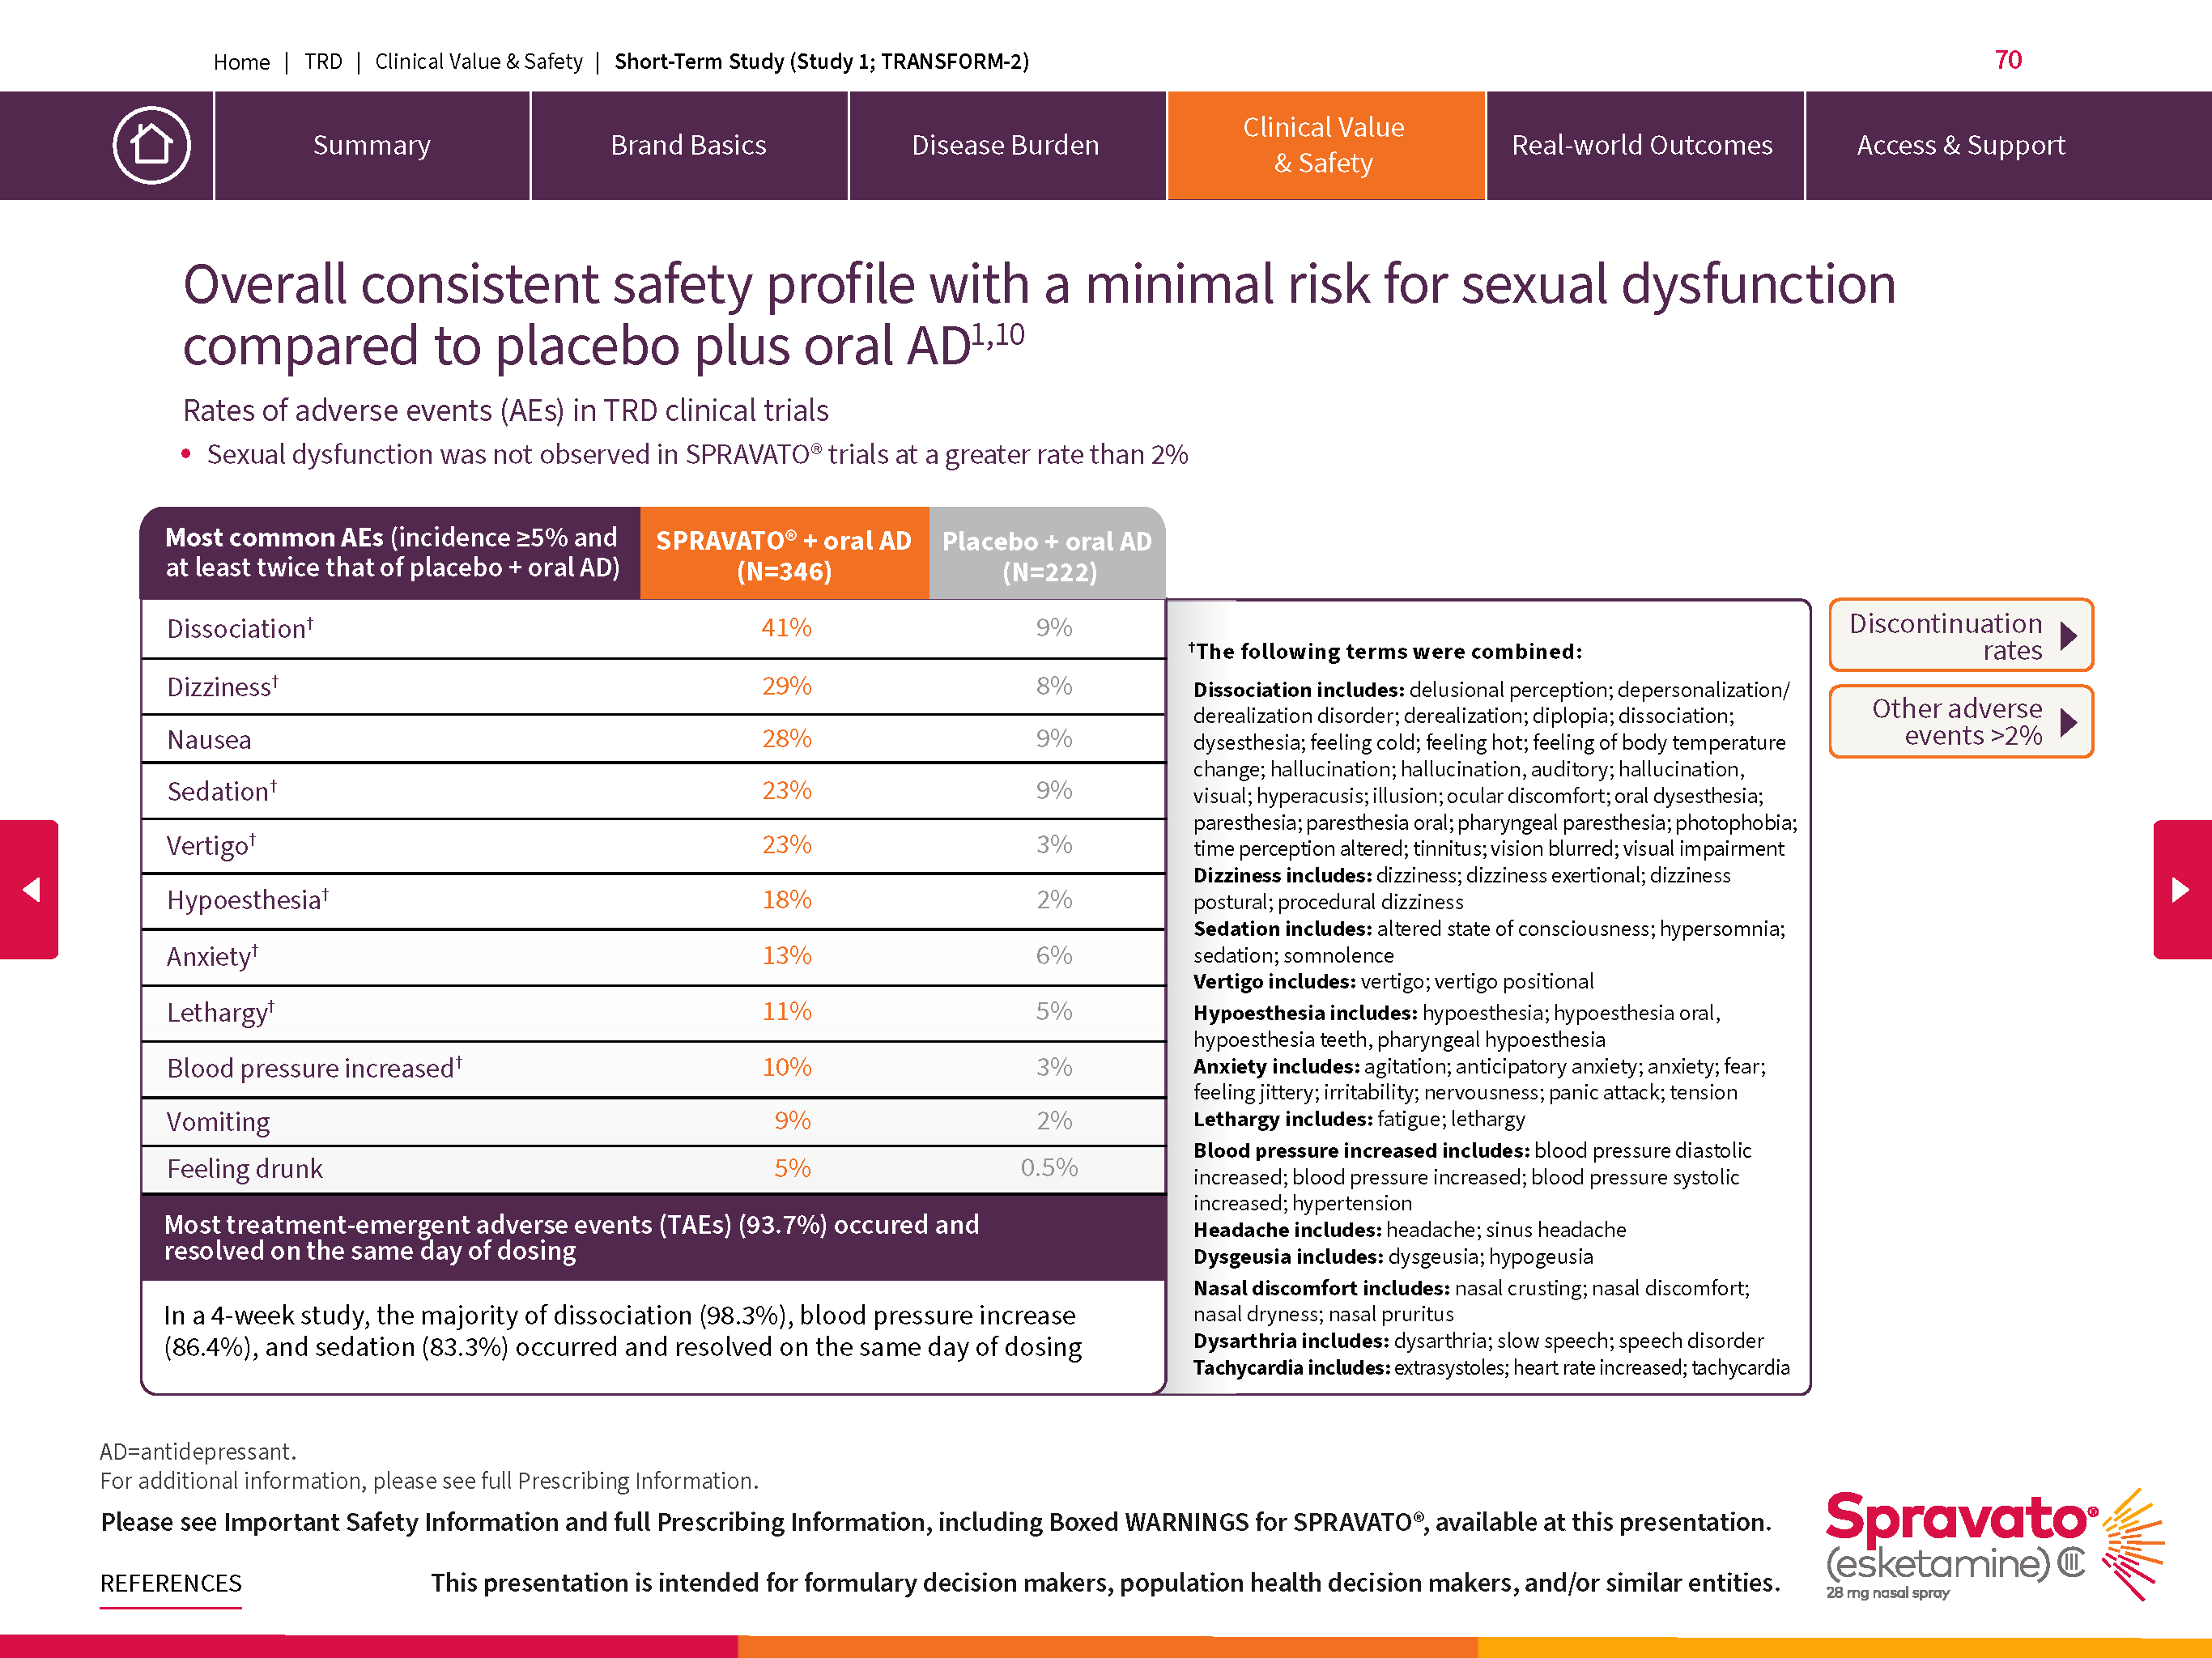 Home | TRD | Clinical Value & Safety | Short-Term Study (Study 1; TRANSFORM-2)
70
Summary
Brand Basics
Disease Burden
Clinical Value
& Safety
Real-world Outcomes
Access & Support
Overall consistent safety profile with a minimal risk for sexual dysfunction
compared to placebo plus oral AD1,10
Rates of adverse events (AEs) in TRD clinical trials
• Sexual dysfunction was not observed in SPRAVATO® trials at a greater rate than 2%
Most common AEs (incidence ≥5% and
at least twice that of placebo + oral AD)
SPRAVATO® + oral AD
(N=346)
Placebo + oral AD
(N=222)
Dissociation† 41% 9%
Dizziness† 29% 8%
Nausea 28% 9%
Sedation† 23% 9%
Vertigo† 23% 3%
Hypoesthesia† 18% 2%
Anxiety† 13% 6%
Lethargy† 11% 5%
Blood pressure increased† 10% 3%
Vomiting 9% 2%
Feeling drunk 5% 0.5%
Most treatment-emergent adverse events (TAEs) (93.7%) occured and
resolved on the same day of dosing
In a 4-week study, the majority of dissociation (98.3%), blood pressure increase
(86.4%), and sedation (83.3%) occurred and resolved on the same day of dosing
†The following terms were combined:
Dissociation includes: delusional perception; depersonalization/
derealization disorder; derealization; diplopia; dissociation;
dysesthesia; feeling cold; feeling hot; feeling of body temperature
change; hallucination; hallucination, auditory; hallucination,
visual; hyperacusis; illusion; ocular discomfort; oral dysesthesia;
paresthesia; paresthesia oral; pharyngeal paresthesia; photophobia;
time perception altered; tinnitus; vision blurred; visual impairment
Dizziness includes: dizziness; dizziness exertional; dizziness
postural; procedural dizziness
Sedation includes: altered state of consciousness; hypersomnia;
sedation; somnolence
Vertigo includes: vertigo; vertigo positional
Hypoesthesia includes: hypoesthesia; hypoesthesia oral,
hypoesthesia teeth, pharyngeal hypoesthesia
Anxiety includes: agitation; anticipatory anxiety; anxiety; fear;
feeling jittery; irritability; nervousness; panic attack; tension
Lethargy includes: fatigue; lethargy
Blood pressure increased includes: blood pressure diastolic
increased; blood pressure increased; blood pressure systolic
increased; hypertension
Headache includes: headache; sinus headache
Dysgeusia includes: dysgeusia; hypogeusia
Nasal discomfort includes: nasal crusting; nasal discomfort;
nasal dryness; nasal pruritus
Dysarthria includes: dysarthria; slow speech; speech disorder
Tachycardia includes: extrasystoles; heart rate increased; tachycardia
Discontinuation
rates
Other adverse
events >2%
AD=antidepressant.
For additional information, please see full Prescribing Information.
Please see Important Safety Information and full Prescribing Information, including Boxed WARNINGS for SPRAVATO®, available at this presentation.
REFERENCES
This presentation is intended for formulary decision makers, population health decision makers, and/or similar entities.
Spravato®
(esketamine) CIII
28 mg nasal spray